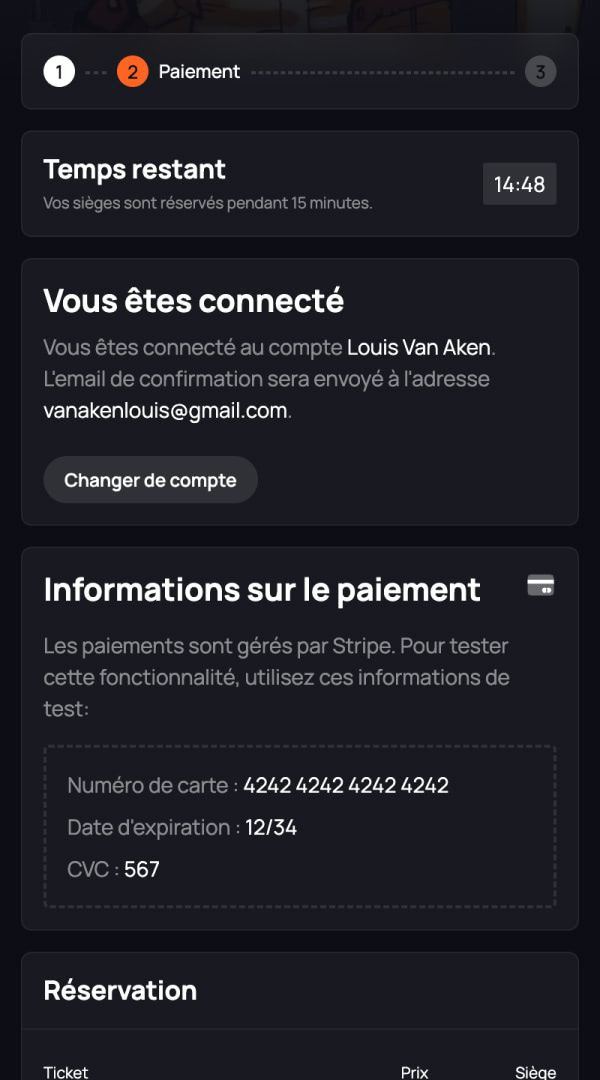 1 2 Paiement 3
Temps restant
Vos sièges sont réservés pendant 15 minutes.
14:48
Vous êtes connecté
Vous êtes connecté au compte Louis Van Aken.
L'email de confirmation sera envoyé à l'adresse
vanakenlouis@gmail.com.
Changer de compte
Informations sur le paiement
Les paiements sont gérés par Stripe. Pour tester
cette fonctionnalité, utilisez ces informations de
test:
Numéro de carte : 4242 4242 4242 4242
Date d'expiration : 12/34
CVC : 567
Réservation
Ticket Prix Siège